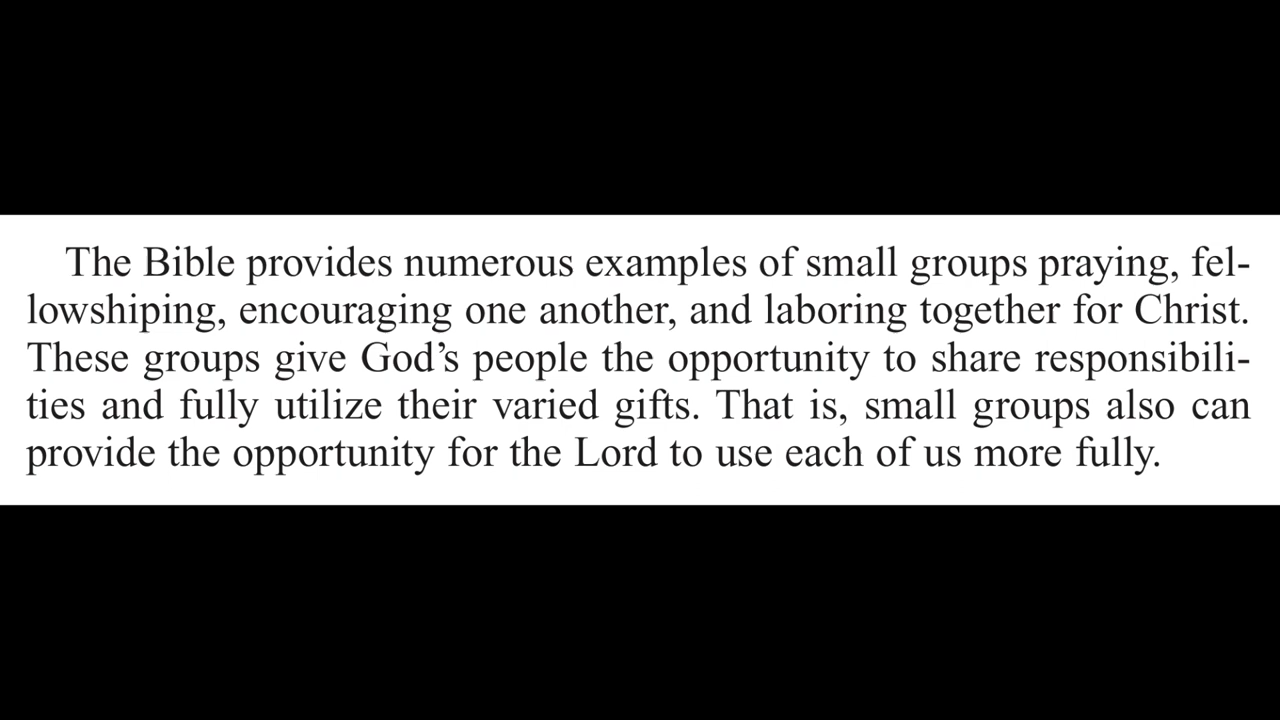 The Bible provides numerous examples of small groups praying, fel-
lowshiping, encouraging one another, and laboring together for Christ.
These groups give God’s people the opportunity to share responsibili-
ties and fully utilize their varied gifts. That is, small groups also can
provide the opportunity for the Lord to use each of us more fully.